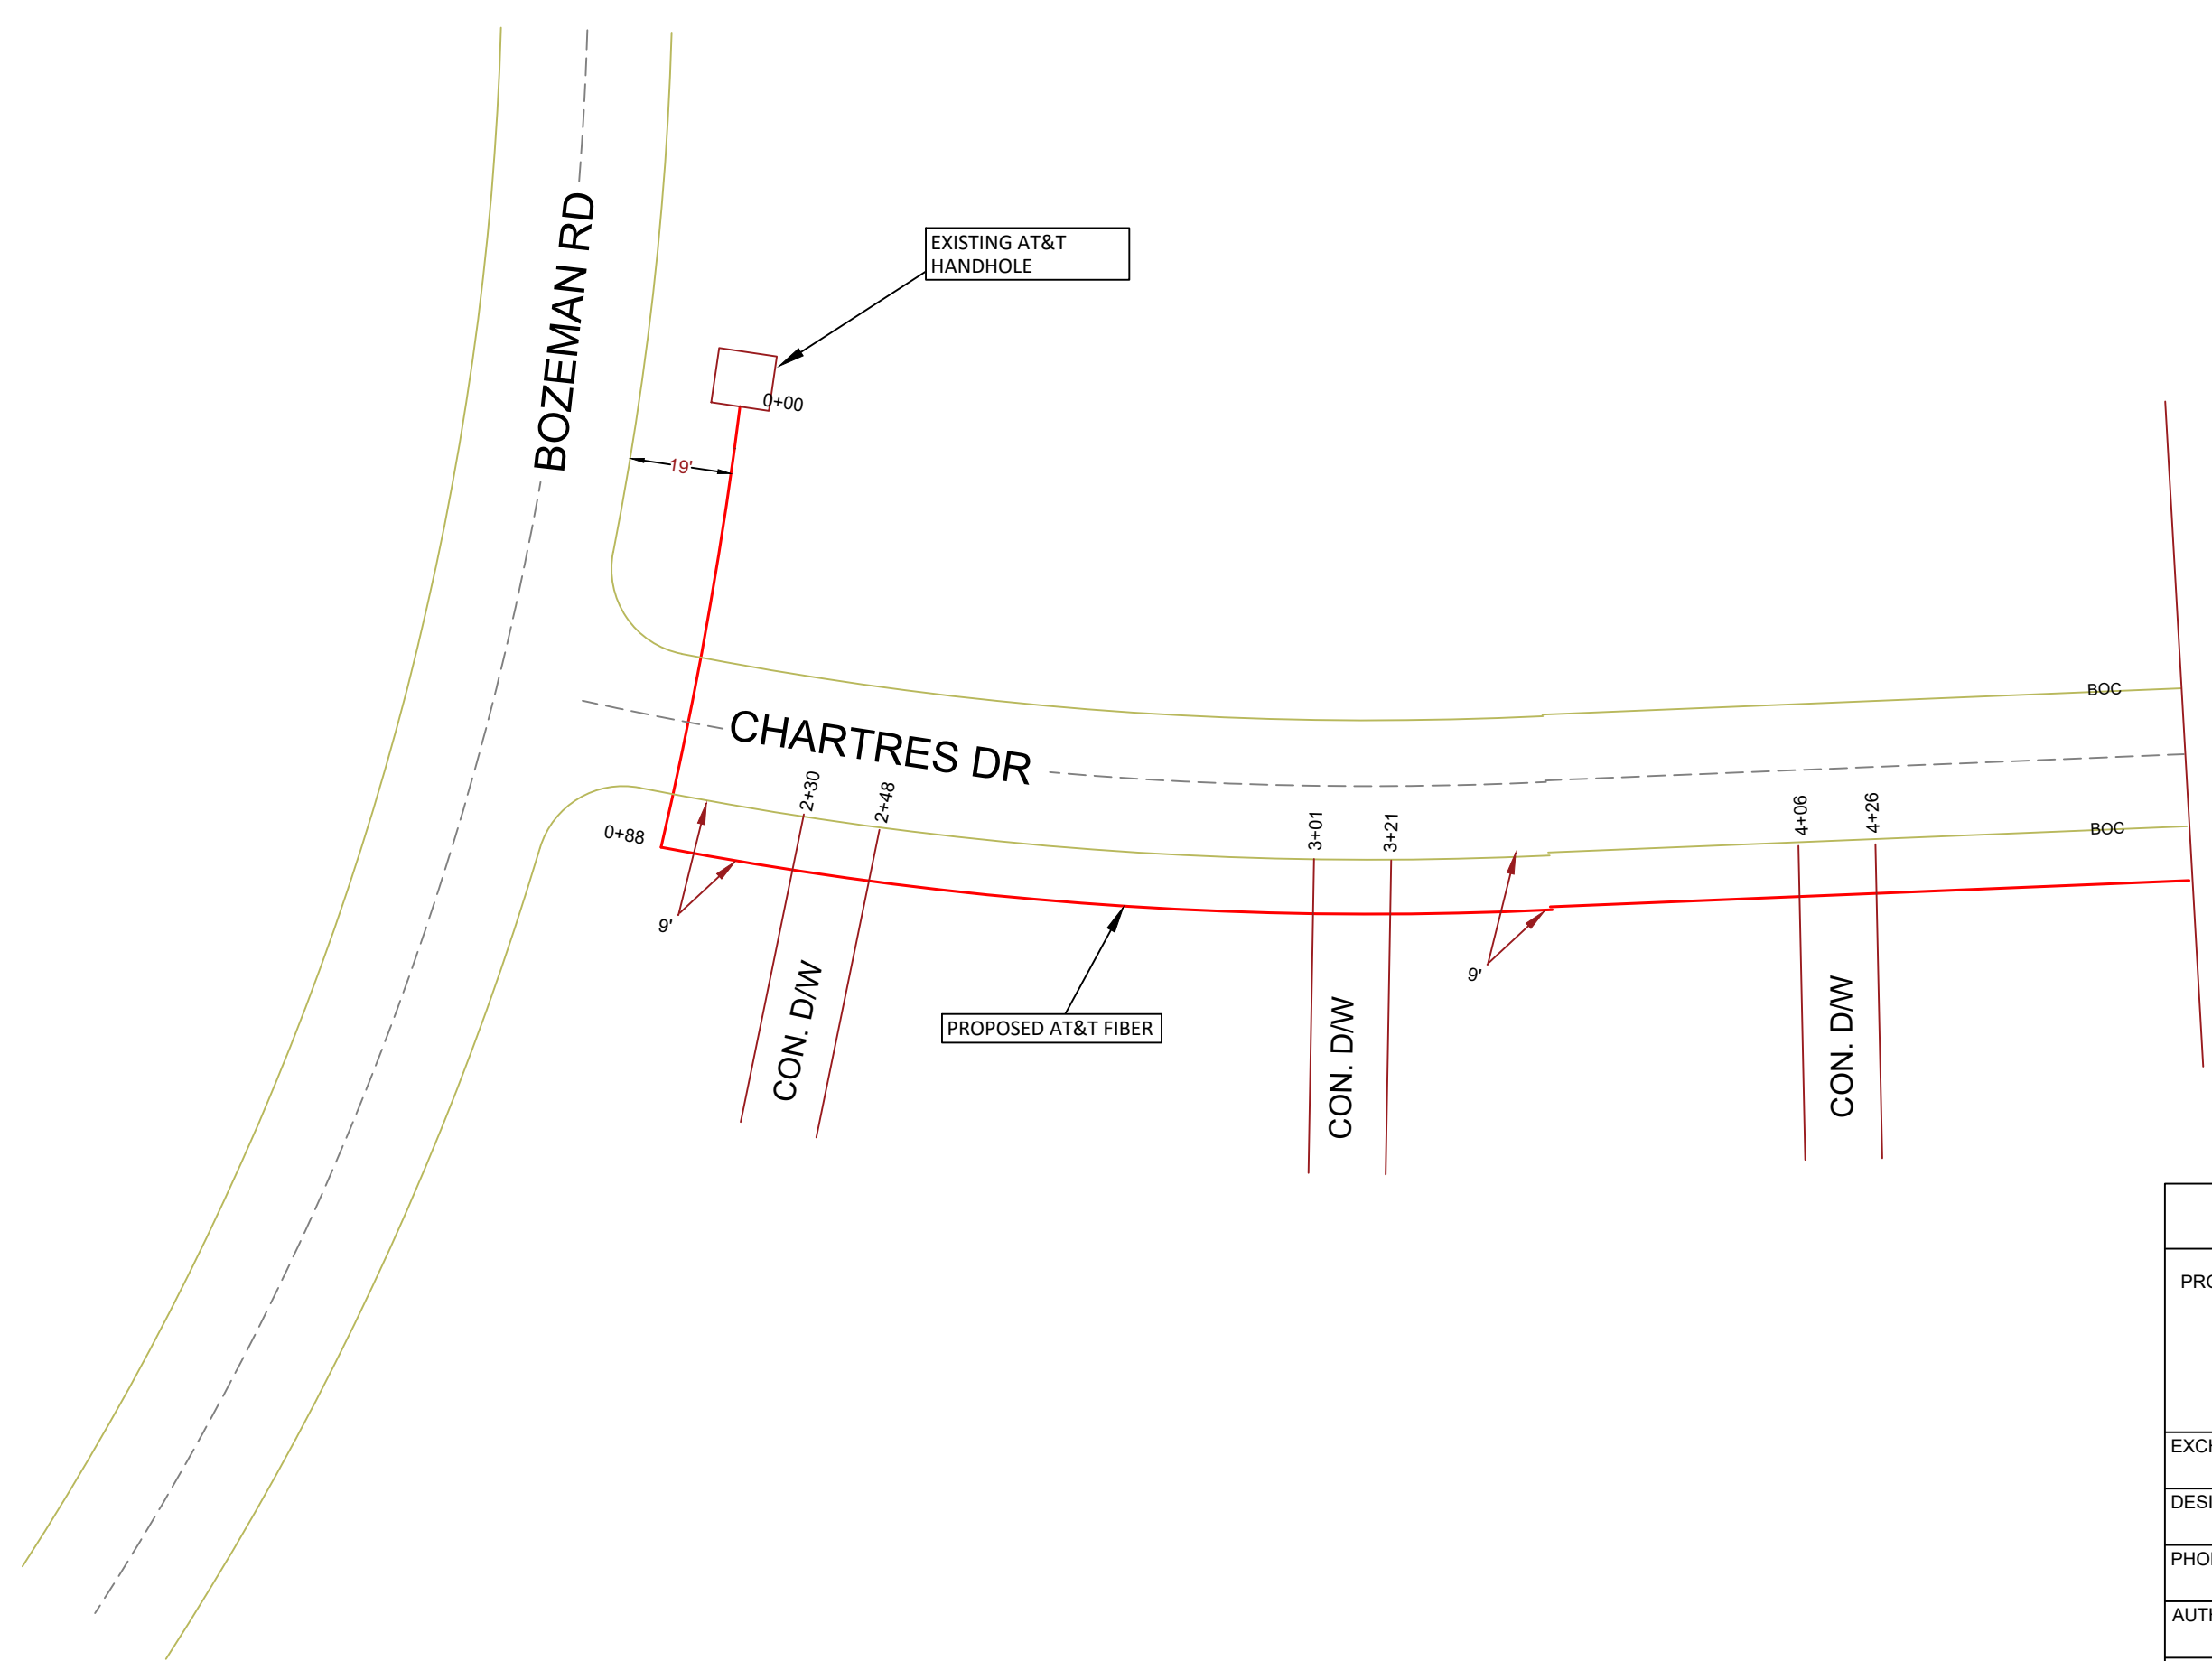 BOZEMAN RD
EXISTING AT&T
HANDHOLE
0+00
19'
BOC
CHARTRES DR
2+30
2+48
3+01
3+21
4+06
4+26
BOC
0+88
9'
9'
CON. D/W
PROPOSED AT&T FIBER
CON. D/W
CON. D/W